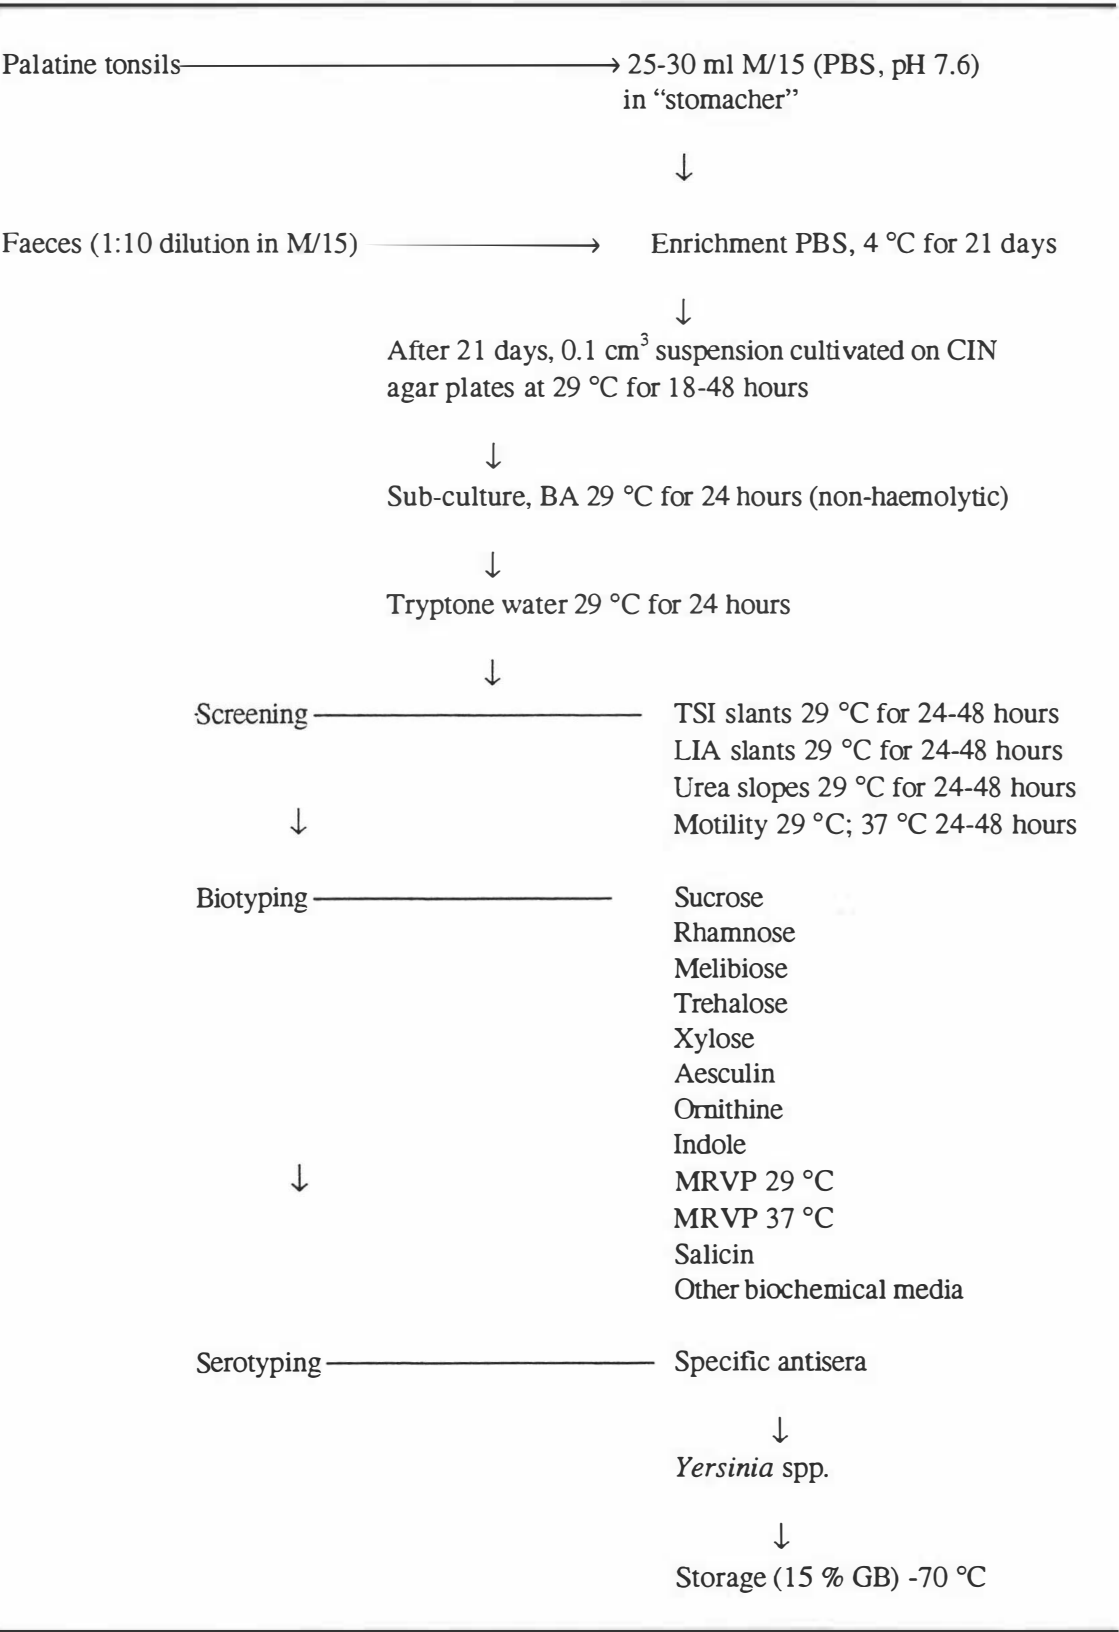 Palatine tonsils → 25-30 ml M/15 (PBS, pH 7.6)
in “stomacher”
↓
Faeces (1:10 dilution in M/15) → Enrichment PBS, 4 °C for 21 days
↓
After 21 days, 0.1 cm³ suspension cultivated on CIN
agar plates at 29 °C for 18-48 hours
↓
Sub-culture, BA 29 °C for 24 hours (non-haemolytic)
↓
Tryptone water 29 °C for 24 hours
↓
Screening TSI slants 29 °C for 24-48 hours
LIA slants 29 °C for 24-48 hours
Urea slopes 29 °C for 24-48 hours
↓ Motility 29 °C; 37 °C 24-48 hours
Biotyping Sucrose
Rhamnose
Melibiose
Trehalose
Xylose
Aesculin
Ornithine
Indole
↓ MRVP 29 °C
MRVP 37 °C
Salicin
Other biochemical media
Serotyping Specific antisera
↓
Yersinia spp.
↓
Storage (15 % GB) -70 °C